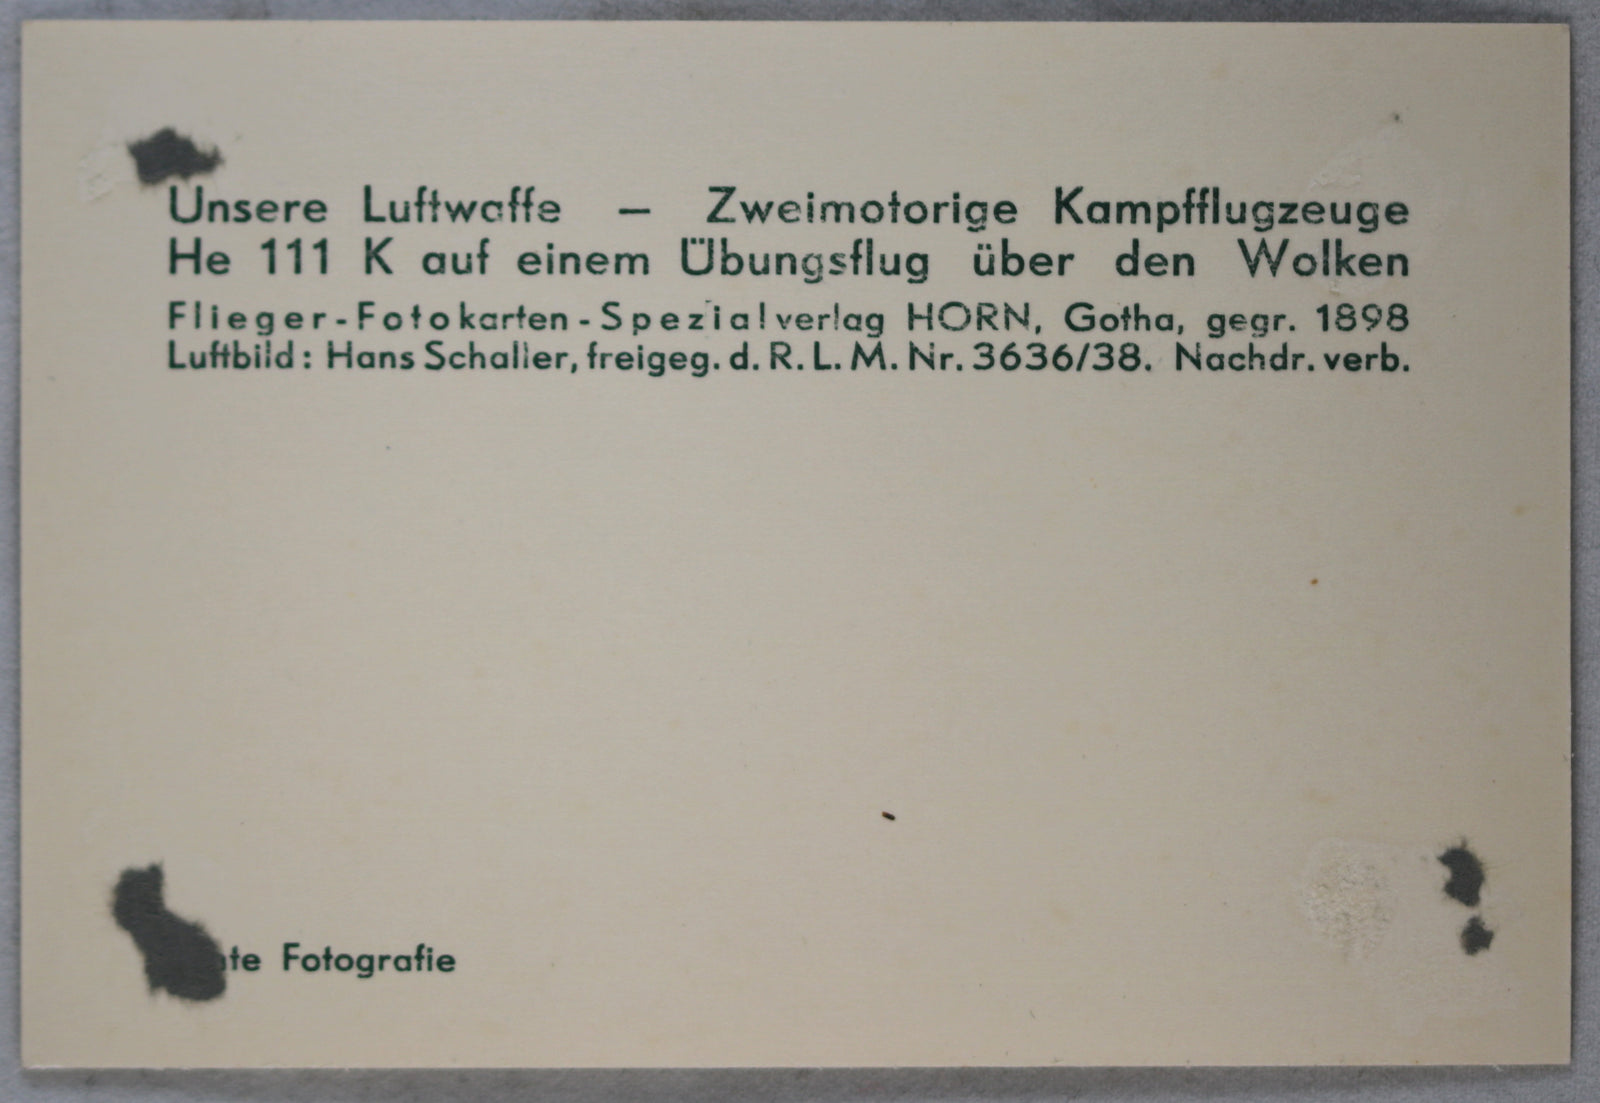 Unsere Luftwaffe – Zweimotorige Kampfflugzeuge
He 111 K auf einem Übungsflug über den Wolken
Flieger-Fotokarten-Spezialverlag HORN, Gotha, gegr. 1898
Luftbild: Hans Schaller, freigeg. d. R. L. M. Nr. 3636/38. Nachdr. verb.
Fotografie